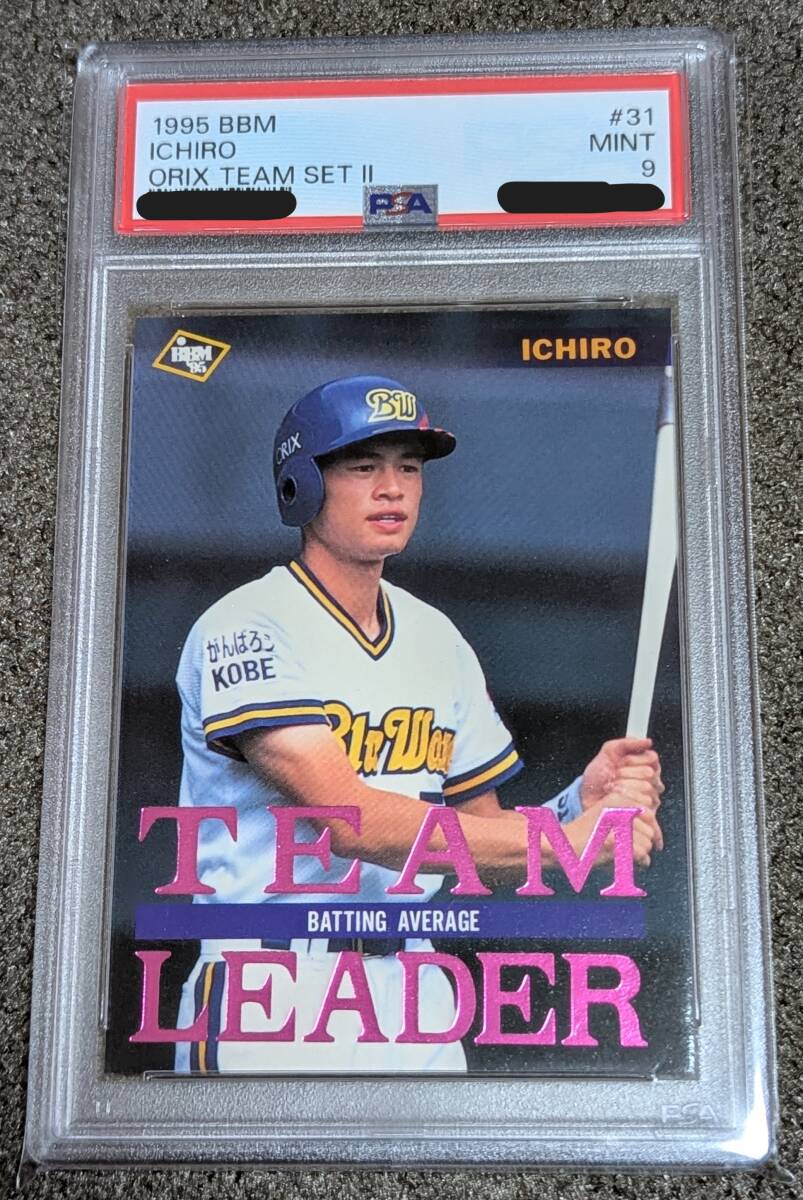 1995 BBM #31
ICHIRO MINT
ORIX TEAM SET II 9
PSA
BBM '95
ICHIRO
BW
ORIX
がんばろう
KOBE
TEAM
BATTING AVERAGE
LEADER
PSA